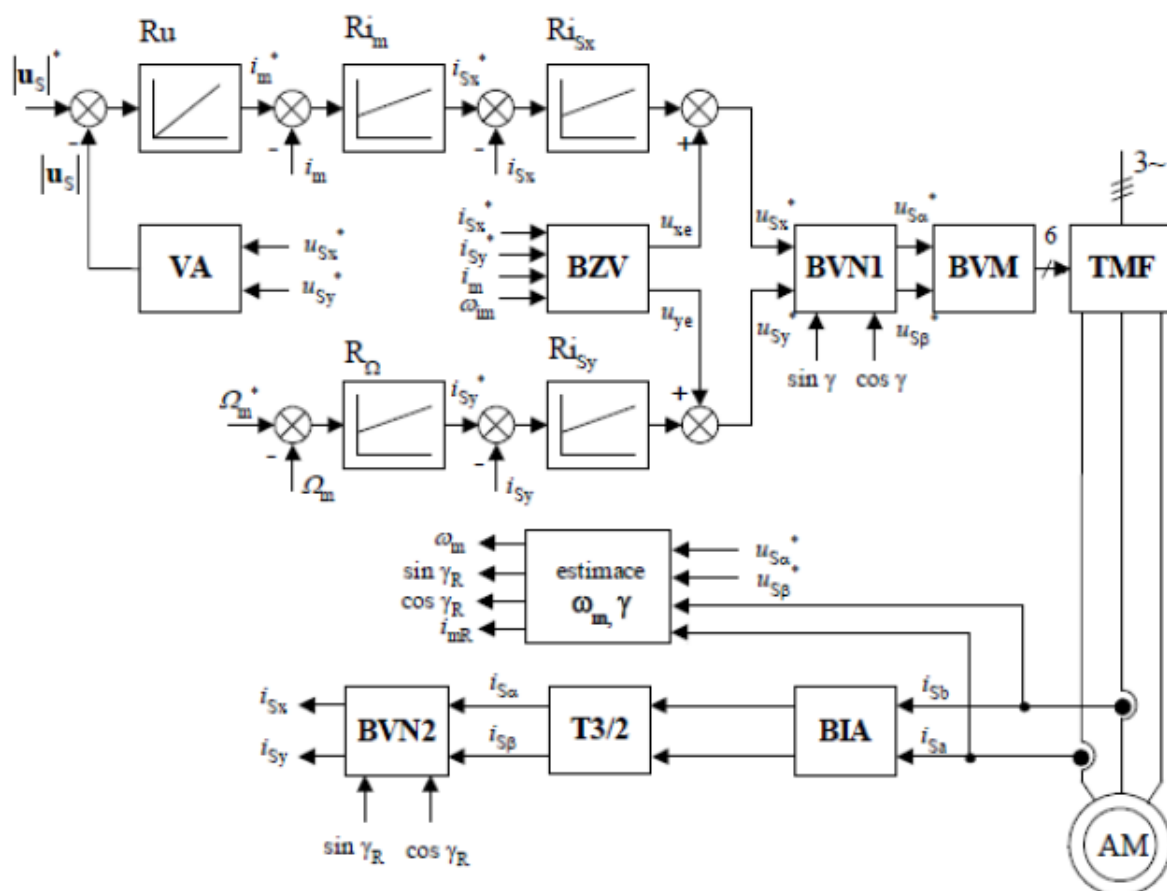 Ru Ri_m Ri_Sx
|u_S|* i_m* i_Sx*
- - - +
|u_S| i_m i_Sx
3~
VA u_Sx* u_Sy*
i_Sx* i_Sy* i_m ω_im BZV u_xe u_ye
u_Sx* u_Sy* BVN1 u_Sα* u_Sβ* BVM 6 TMF
sin γ cos γ
R_Ω Ri_Sy
Ω_m* i_Sy* +
- -
Ω_m i_Sy
ω_m
sin γ_R
cos γ_R
i_mR
estimace
ω_m, γ
u_Sα*
u_Sβ*
i_Sx i_Sα i_Sb
BVN2 T3/2 BIA
i_Sy i_Sβ i_Sa
sin γ_R cos γ_R
AM